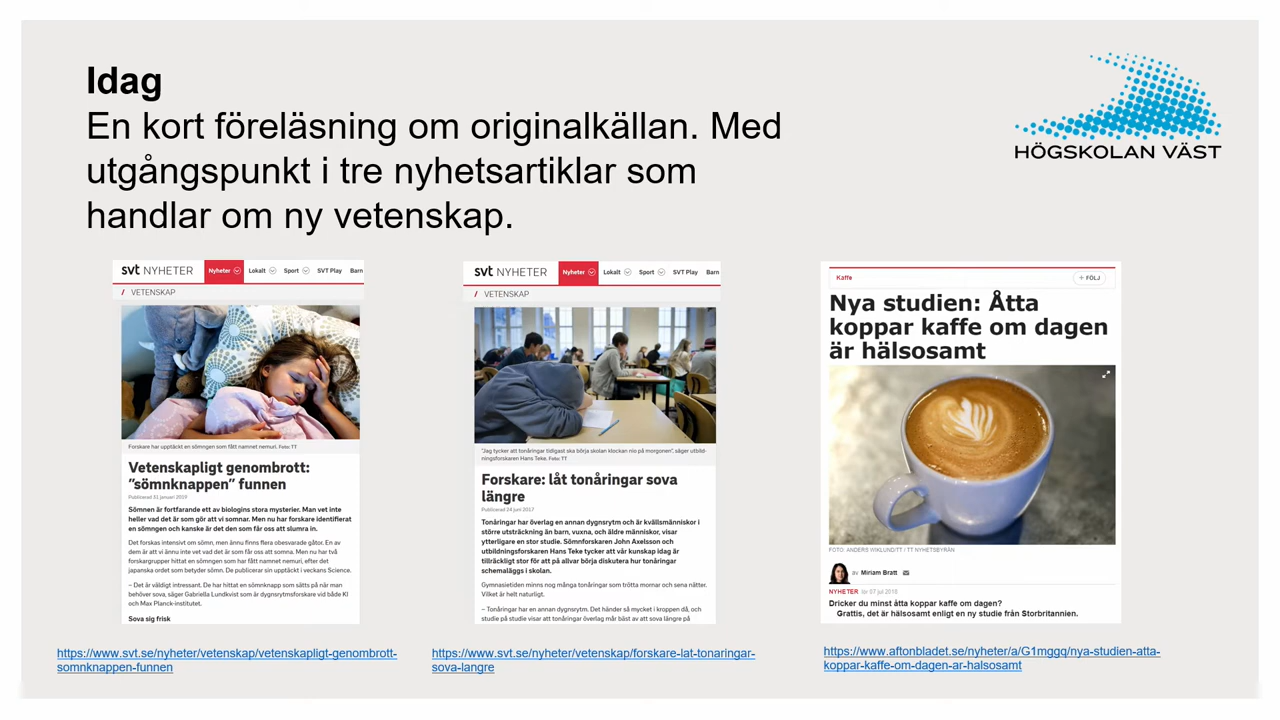 Idag
En kort föreläsning om originalkällan. Med
utgångspunkt i tre nyhetsartiklar som
handlar om ny vetenskap.
HÖGSKOLAN VÄST
svt NYHETER Nyheter Lokalt Sport SVT Play Barn
/ VETENSKAP
Forskare har upptäckt en sömngen som fått namnet nemuri. Foto: TT
Vetenskapligt genombrott:
”sömnknappen” funnen
Publicerad 31 januari 2019
Sömnen är fortfarande ett av biologins stora mysterier. Man vet inte
heller vad det är som gör att vi somnar. Men nu har forskare identifierat
en sömngen och kanske är det den som får oss att slumra in.
Det forskas intensivt om sömn, men ännu finns flera obesvarade gåtor. En av
dem är att vi ännu inte vet vad det är som får oss att somna. Men nu har två
forskargrupper hittat en sömngen som har fått namnet nemuri, efter det
japanska ordet som betyder sömn. De publicerar sin upptäckt i veckans Science.
– Det är väldigt intressant. De har hittat en sömnknapp som sätts på när man
behöver sova, säger Gabriella Lundkvist som är dygnsrytmsforskare vid både KI
och Max Planck-institutet.
Sova sig frisk
https://www.svt.se/nyheter/vetenskap/vetenskapligt-genombrott-
somnknappen-funnen
svt NYHETER Nyheter Lokalt Sport SVT Play Barn
/ VETENSKAP
”Jag tycker att tonåringar tidigast ska börja skolan klockan nio på morgonen”, säger utbild-
ningsforskaren Hans Teke. Foto: TT
Forskare: låt tonåringar sova
längre
Publicerad 24 juni 2017
Tonåringar har överlag en annan dygnsrytm och är kvällsmänniskor i
större utsträckning än barn, vuxna, och äldre människor, visar
ytterligare en stor studie. Sömnforskaren John Axelsson och
utbildningsforskaren Hans Teke tycker att vår kunskap idag är
tillräckligt stor för att på allvar börja diskutera hur tonåringar
schemaläggs i skolan.
Gymnasietiden minns nog många tonåringar som trötta mornar och sena nätter.
Vilket är helt naturligt.
– Tonåringar har en annan dygnsrytm. Det händer så mycket i kroppen då, och
studie på studie visar att tonåringar överlag mår bäst av att sova längre på
https://www.svt.se/nyheter/vetenskap/forskare-lat-tonaringar-
sova-langre
Kaffe + FÖLJ
Nya studien: Åtta
koppar kaffe om dagen
är hälsosamt
FOTO: ANDERS WIKLUND/TT / TT NYHETSBYRÅN
av Miriam Bratt
NYHETER lör 07 jul 2018
Dricker du minst åtta koppar kaffe om dagen?
Grattis, det är hälsosamt enligt en ny studie från Storbritannien.
https://www.aftonbladet.se/nyheter/a/G1mggq/nya-studien-atta-
koppar-kaffe-om-dagen-ar-halsosamt